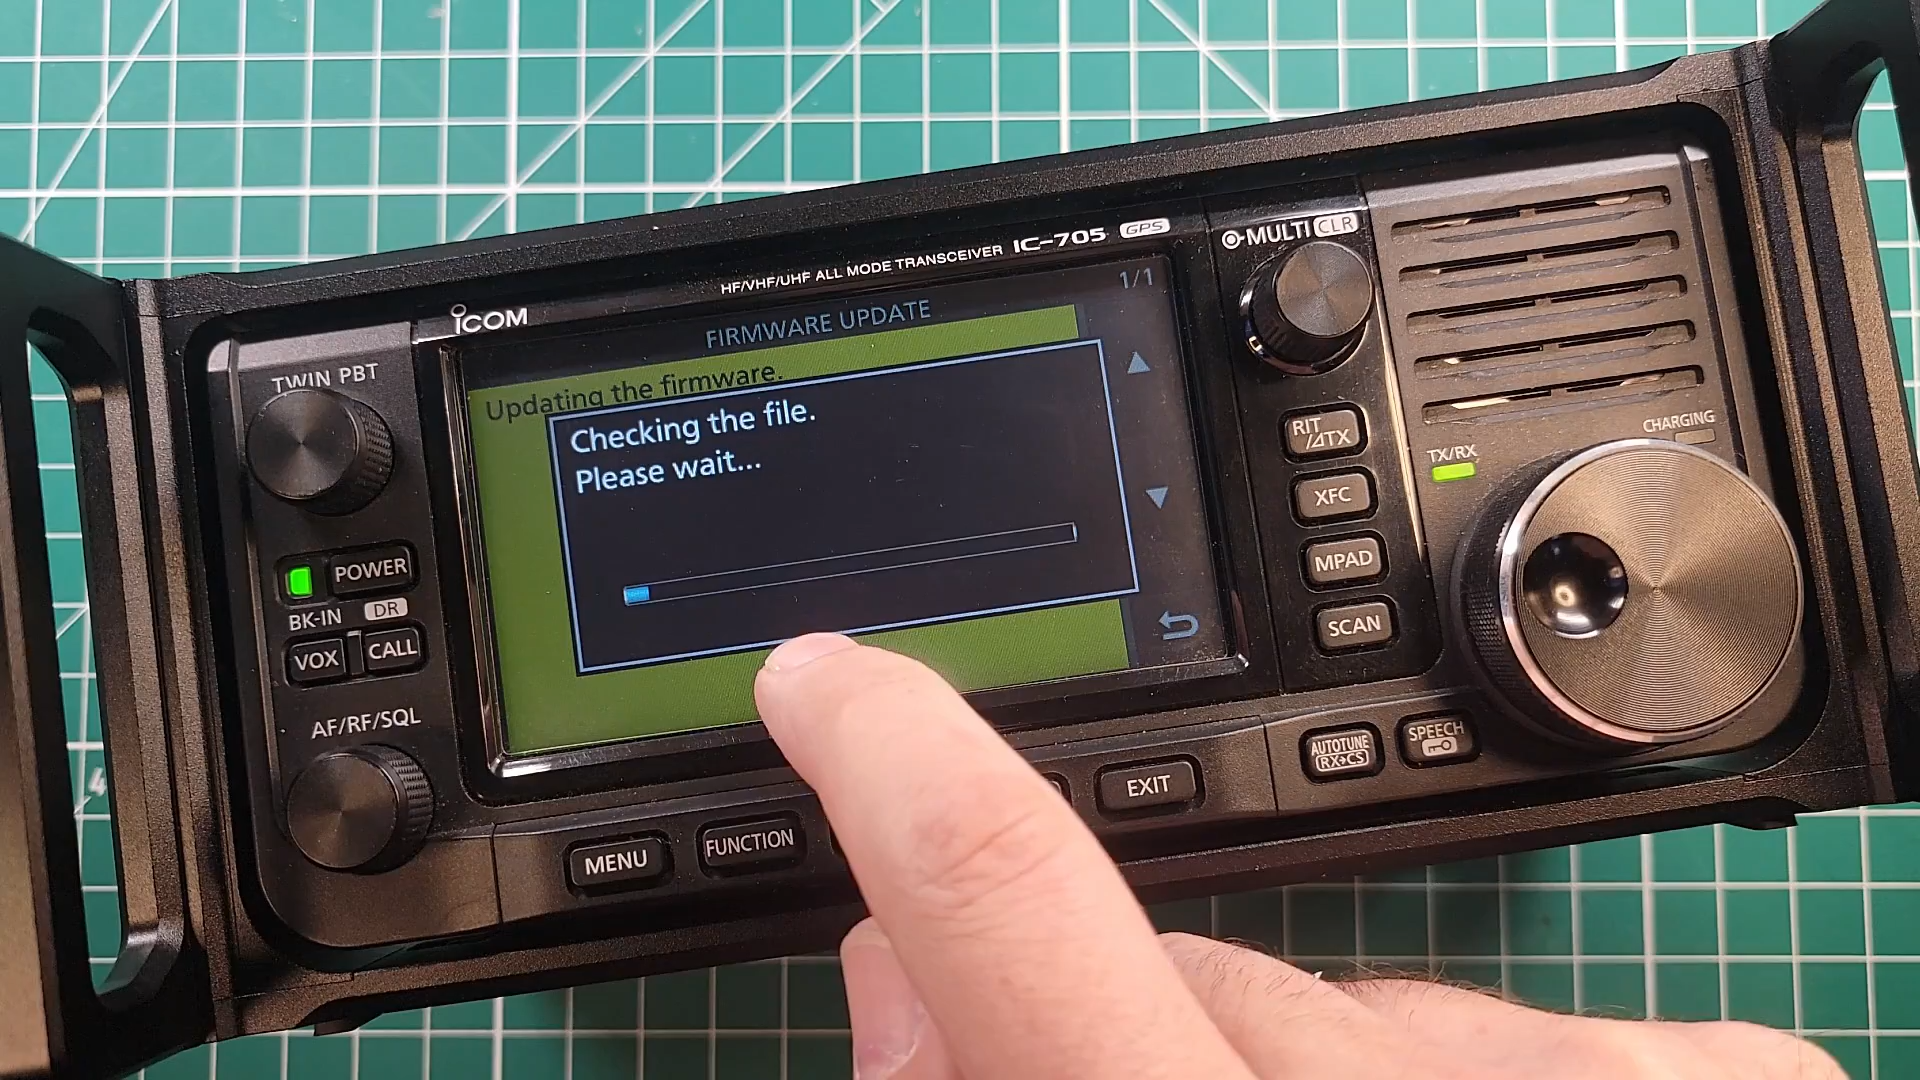 HF/VHF/UHF ALL MODE TRANSCEIVER IC-705 GPS
ICOM
MULTI CLR
FIRMWARE UPDATE
1/1
Updating the firmware.
Checking the file.
Please wait...
TWIN PBT
POWER
BK-IN DR
VOX
CALL
AF/RF/SQL
MENU
FUNCTION
EXIT
RIT
/⊿TX
XFC
MPAD
SCAN
CHARGING
TX/RX
AUTOTUNE
RX→CS
SPEECH
4